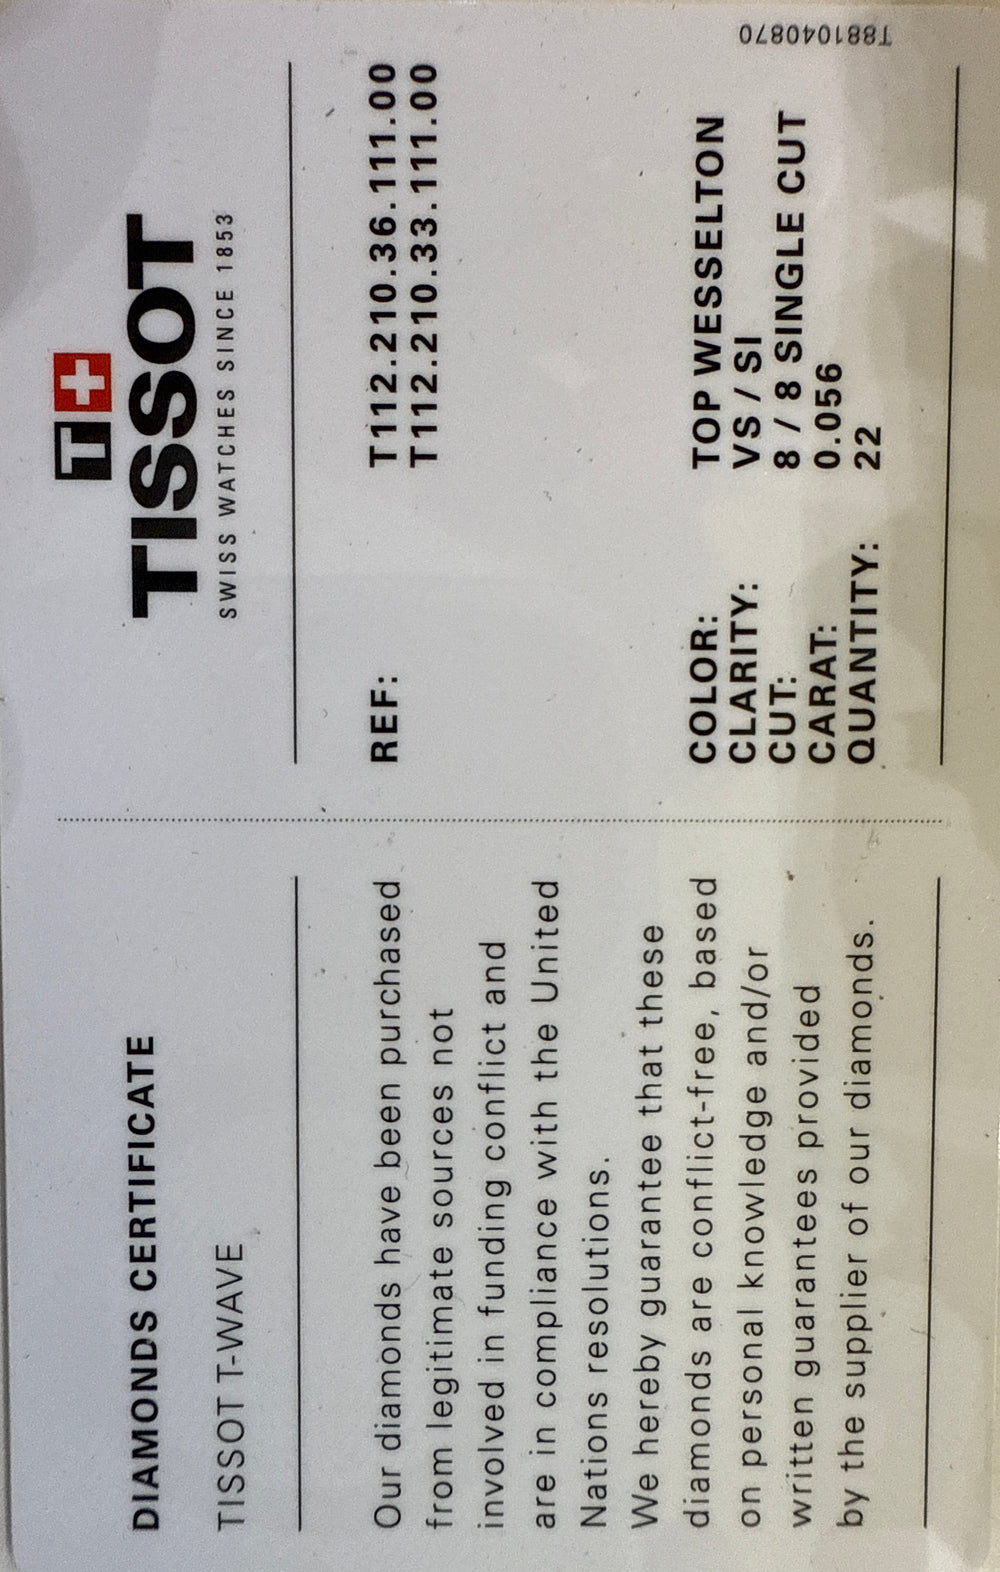 DIAMONDS CERTIFICATE
TISSOT T-WAVE
Our diamonds have been purchased
from legitimate sources not
involved in funding conflict and
are in compliance with the United
Nations resolutions.
We hereby guarantee that these
diamonds are conflict-free, based
on personal knowledge and/or
written guarantees provided
by the supplier of our diamonds.
T
TISSOT
SWISS WATCHES SINCE 1853
REF: T112.210.36.111.00
T112.210.33.111.00
COLOR: TOP WESSELTON
CLARITY: VS / SI
CUT: 8 / 8 SINGLE CUT
CARAT: 0.056
QUANTITY: 22
T881040870